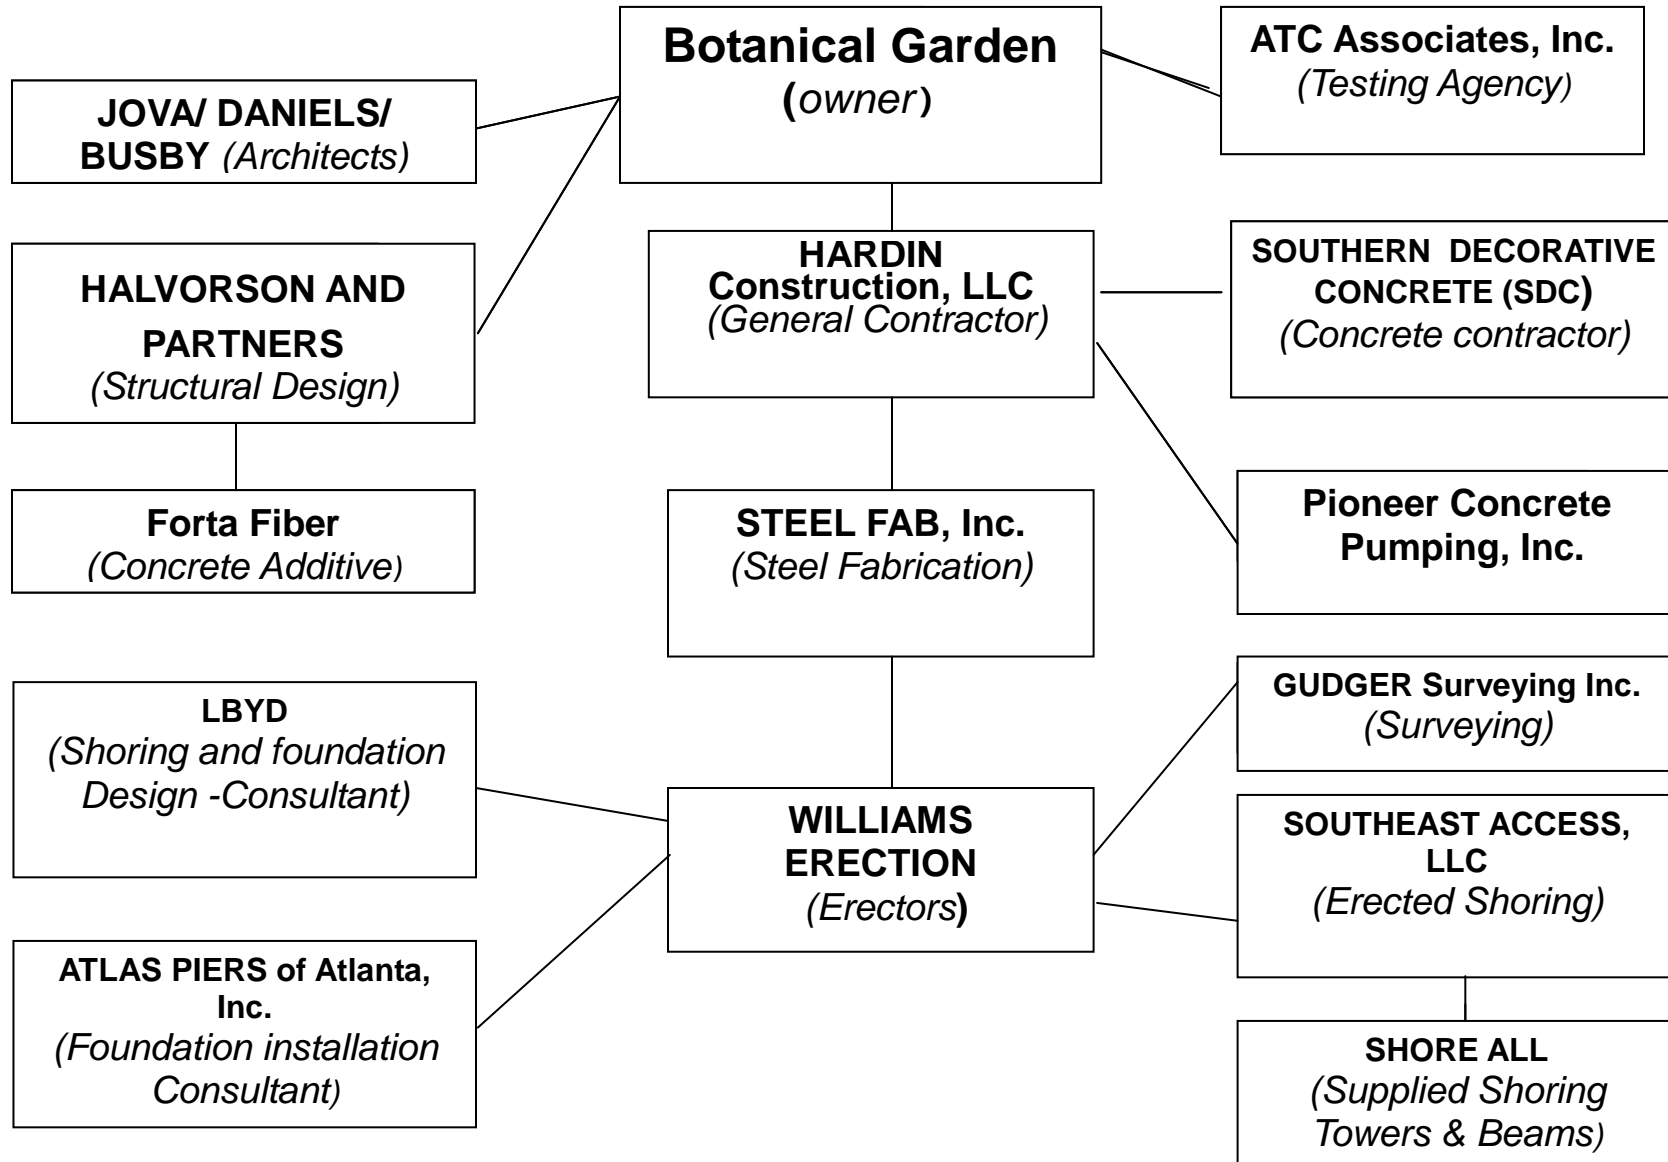 Botanical Garden
(owner)
ATC Associates, Inc.
(Testing Agency)
JOVA/ DANIELS/
BUSBY (Architects)
HALVORSON AND
PARTNERS
(Structural Design)
HARDIN
Construction, LLC
(General Contractor)
SOUTHERN DECORATIVE
CONCRETE (SDC)
(Concrete contractor)
Forta Fiber
(Concrete Additive)
STEEL FAB, Inc.
(Steel Fabrication)
Pioneer Concrete
Pumping, Inc.
LBYD
(Shoring and foundation
Design -Consultant)
GUDGER Surveying Inc.
(Surveying)
WILLIAMS
ERECTION
(Erectors)
SOUTHEAST ACCESS,
LLC
(Erected Shoring)
ATLAS PIERS of Atlanta,
Inc.
(Foundation installation
Consultant)
SHORE ALL
(Supplied Shoring
Towers & Beams)